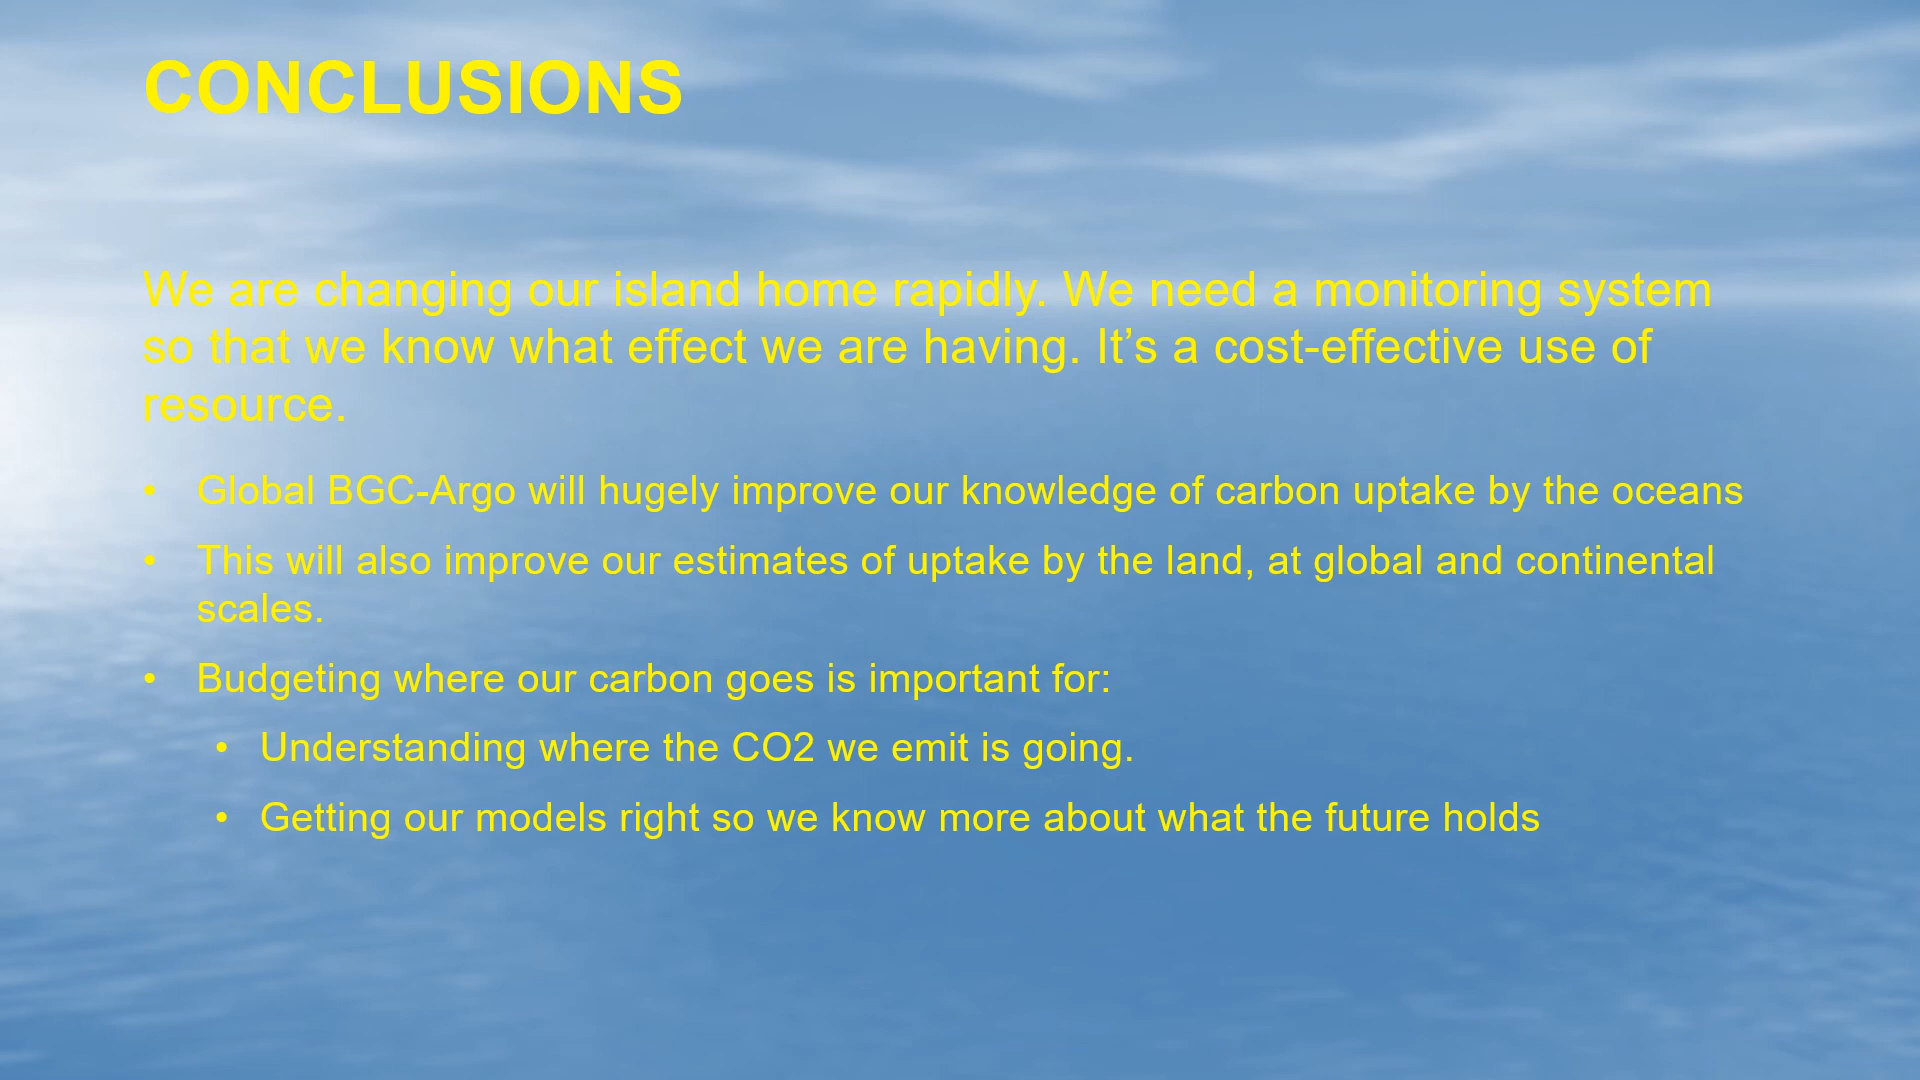 CONCLUSIONS
We are changing our island home rapidly. We need a monitoring system
so that we know what effect we are having. It’s a cost-effective use of
resource.
• Global BGC-Argo will hugely improve our knowledge of carbon uptake by the oceans
• This will also improve our estimates of uptake by the land, at global and continental
scales.
• Budgeting where our carbon goes is important for:
• Understanding where the CO2 we emit is going.
• Getting our models right so we know more about what the future holds